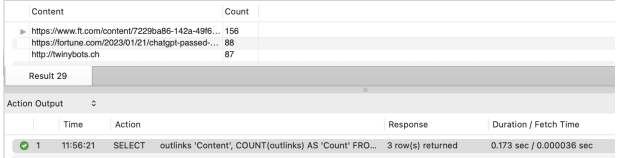 Content Count
https://www.ft.com/content/7229ba86-142a-49f6... 156
https://fortune.com/2023/01/21/chatgpt-passed-... 88
http://twinybots.ch 87
Result 29
Action Output
Time Action Response Duration / Fetch Time
1 11:56:21 SELECT outlinks 'Content', COUNT(outlinks) AS 'Count' FRO... 3 row(s) returned 0.173 sec / 0.000036 sec